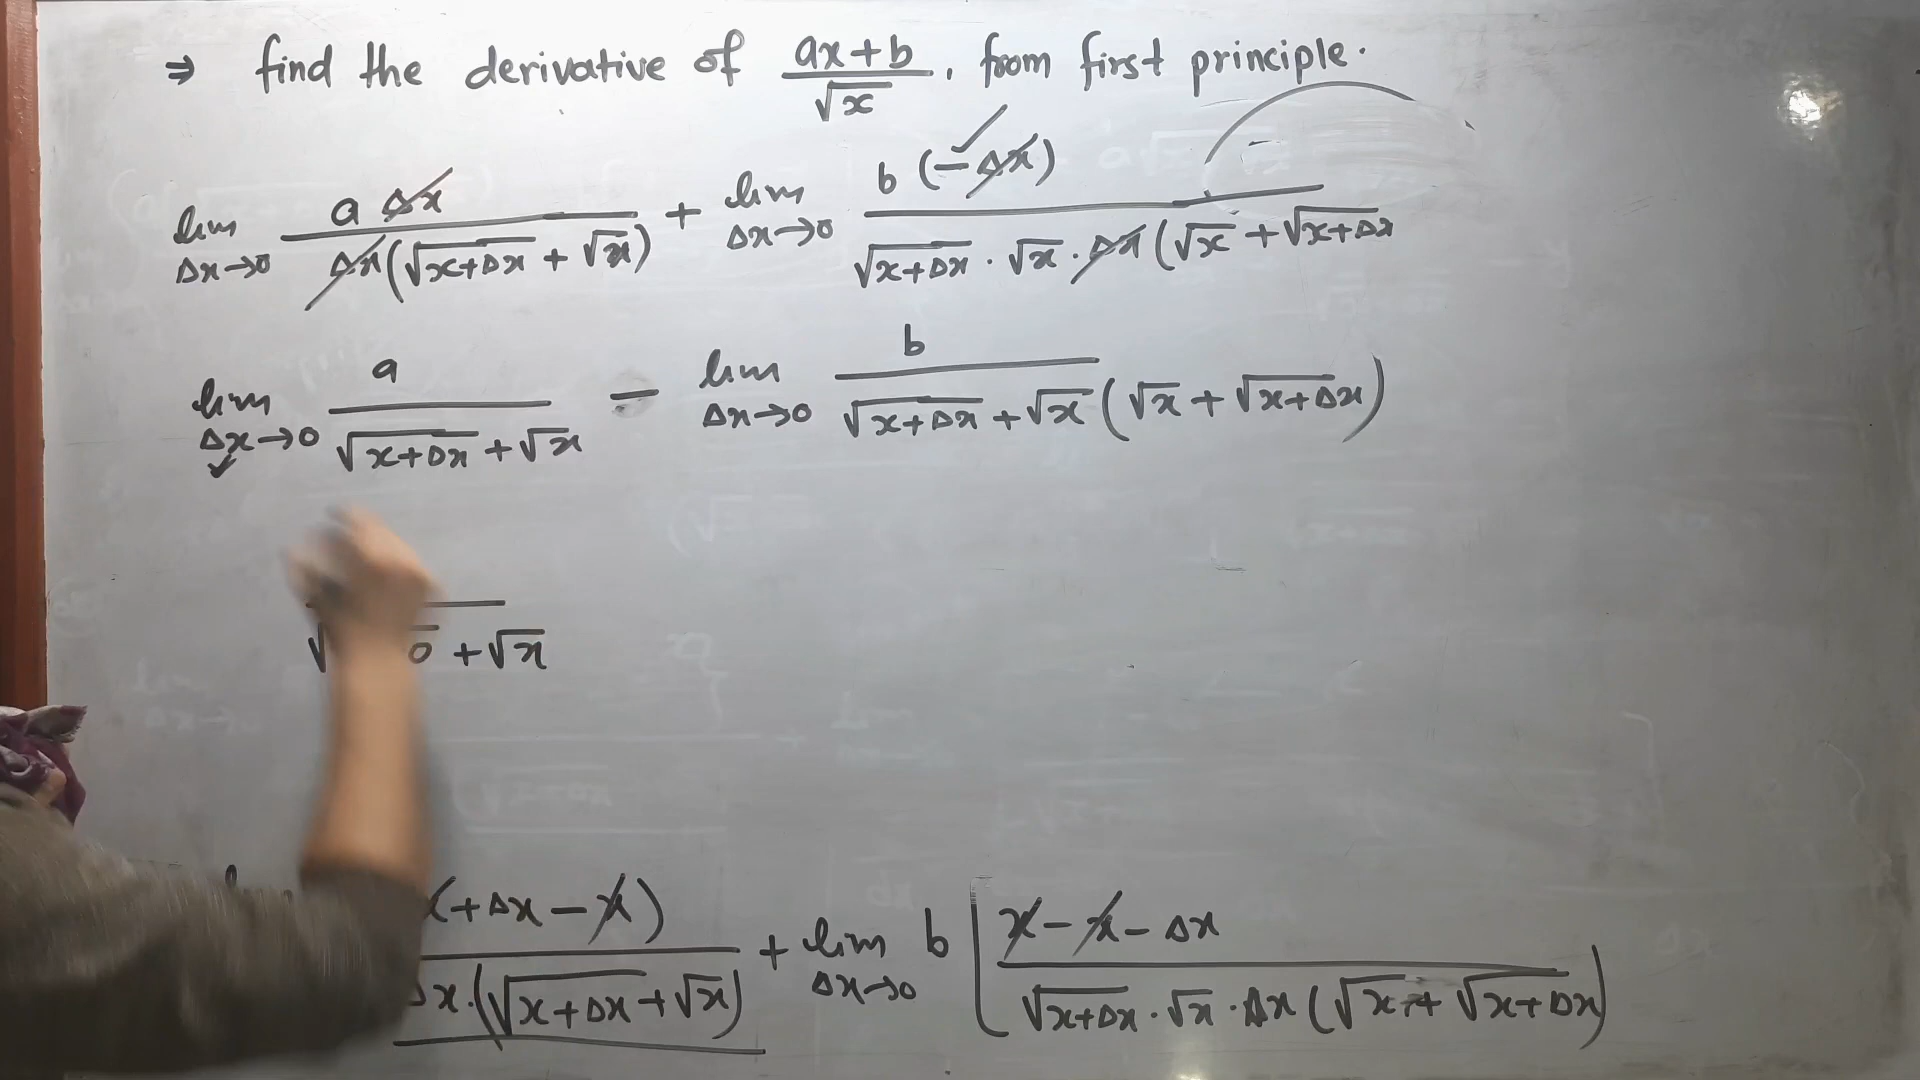 ⇒ find the derivative of (ax+b)/√x, from first principle.
lim Δx→0 a Δx / Δx(√(x+Δx) + √x) + lim Δx→0 b (-Δx) / √(x+Δx) · √x · Δx (√x + √(x+Δx)
lim Δx→0 a / √(x+Δx) + √x − lim Δx→0 b / √(x+Δx) + √x (√x + √(x+Δx))
0 + √x
+Δx − x) / x·(√(x+Δx) + √x) + lim Δx→0 b [ x − x − Δx / √(x+Δx) · √x · Δx (√x + √(x+Δx) )